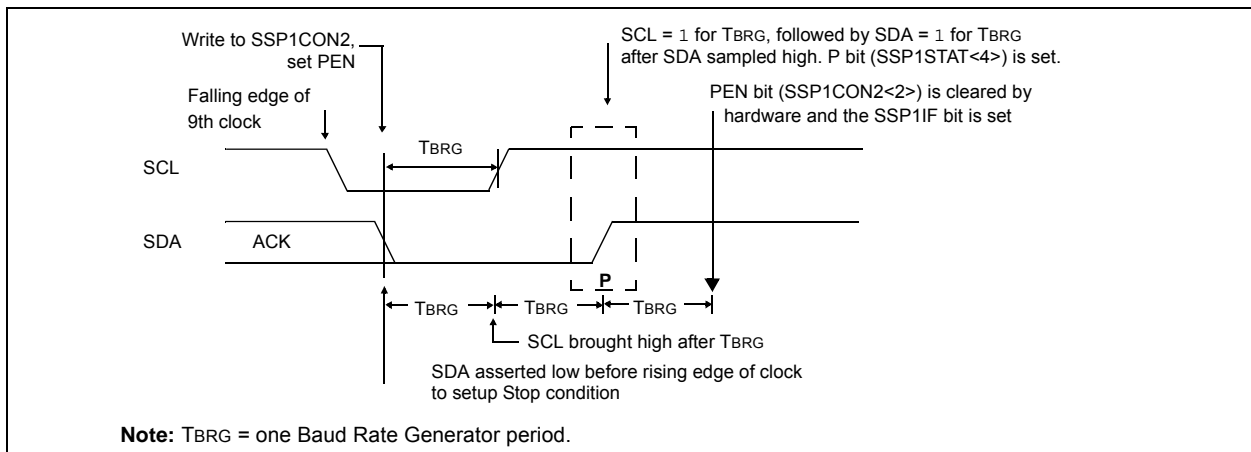 Write to SSP1CON2,
set PEN
SCL = 1 for TBRG, followed by SDA = 1 for TBRG
after SDA sampled high. P bit (SSP1STAT<4>) is set.
Falling edge of
9th clock
PEN bit (SSP1CON2<2>) is cleared by
hardware and the SSP1IF bit is set
TBRG
SCL
SDA
ACK
P
TBRG
TBRG
TBRG
SCL brought high after TBRG
SDA asserted low before rising edge of clock
to setup Stop condition
Note: TBRG = one Baud Rate Generator period.